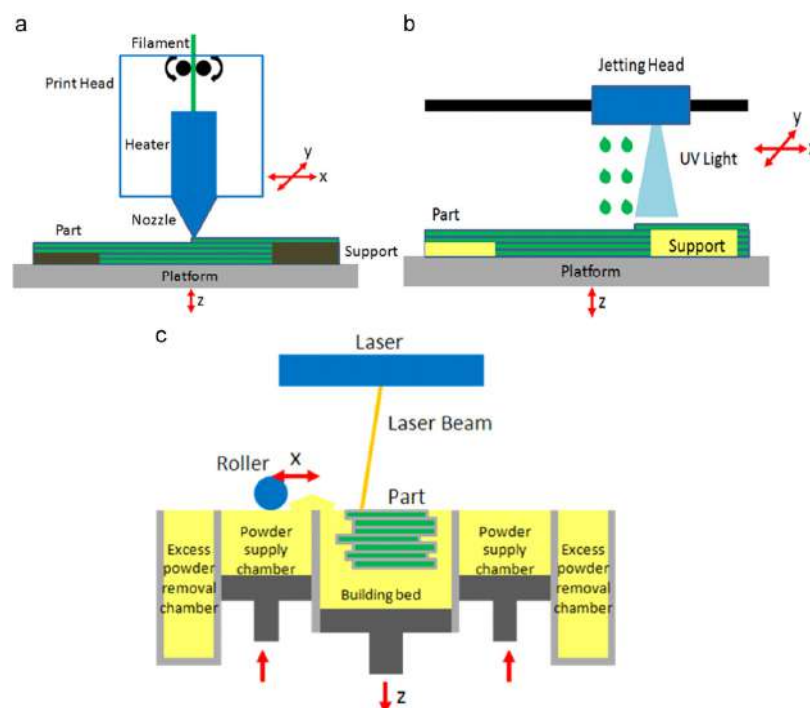 a
Filament
Print Head
Heater
y
x
Nozzle
Part
Support
Platform
z
b
Jetting Head
y
UV Light
Part
Support
Platform
z
c
Laser
Laser Beam
Roller
X
Part
Excess
powder
removal
chamber
Powder
supply
chamber
Building bed
Powder
supply
chamber
Excess
powder
removal
chamber
z